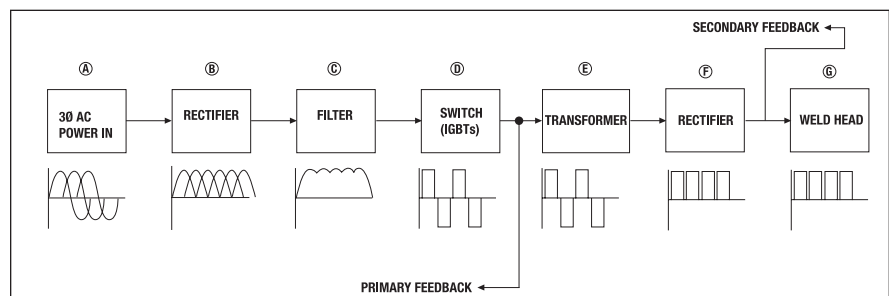 SECONDARY FEEDBACK
Ⓐ
Ⓑ
Ⓒ
Ⓓ
Ⓔ
Ⓕ
Ⓖ
3Ø AC
POWER IN
RECTIFIER
FILTER
SWITCH
(IGBTs)
TRANSFORMER
RECTIFIER
WELD HEAD
PRIMARY FEEDBACK